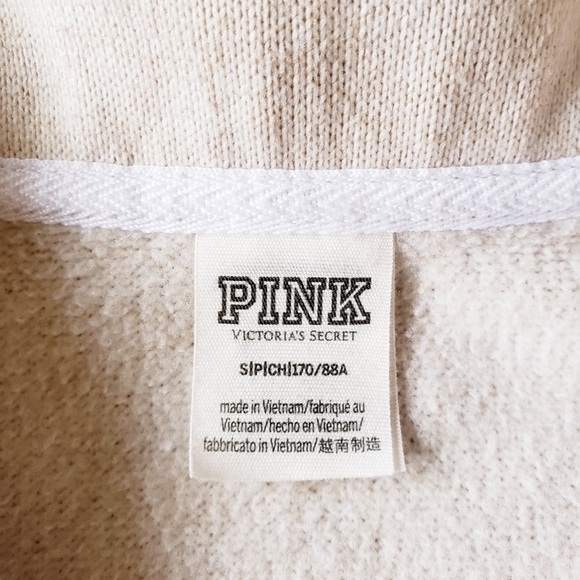 PINK
VICTORIA'S SECRET
S|P|CH|170/88A
made in Vietnam/fabriqué au
Vietnam/hecho en Vietnam/
fabbricato in Vietnam/越南制造